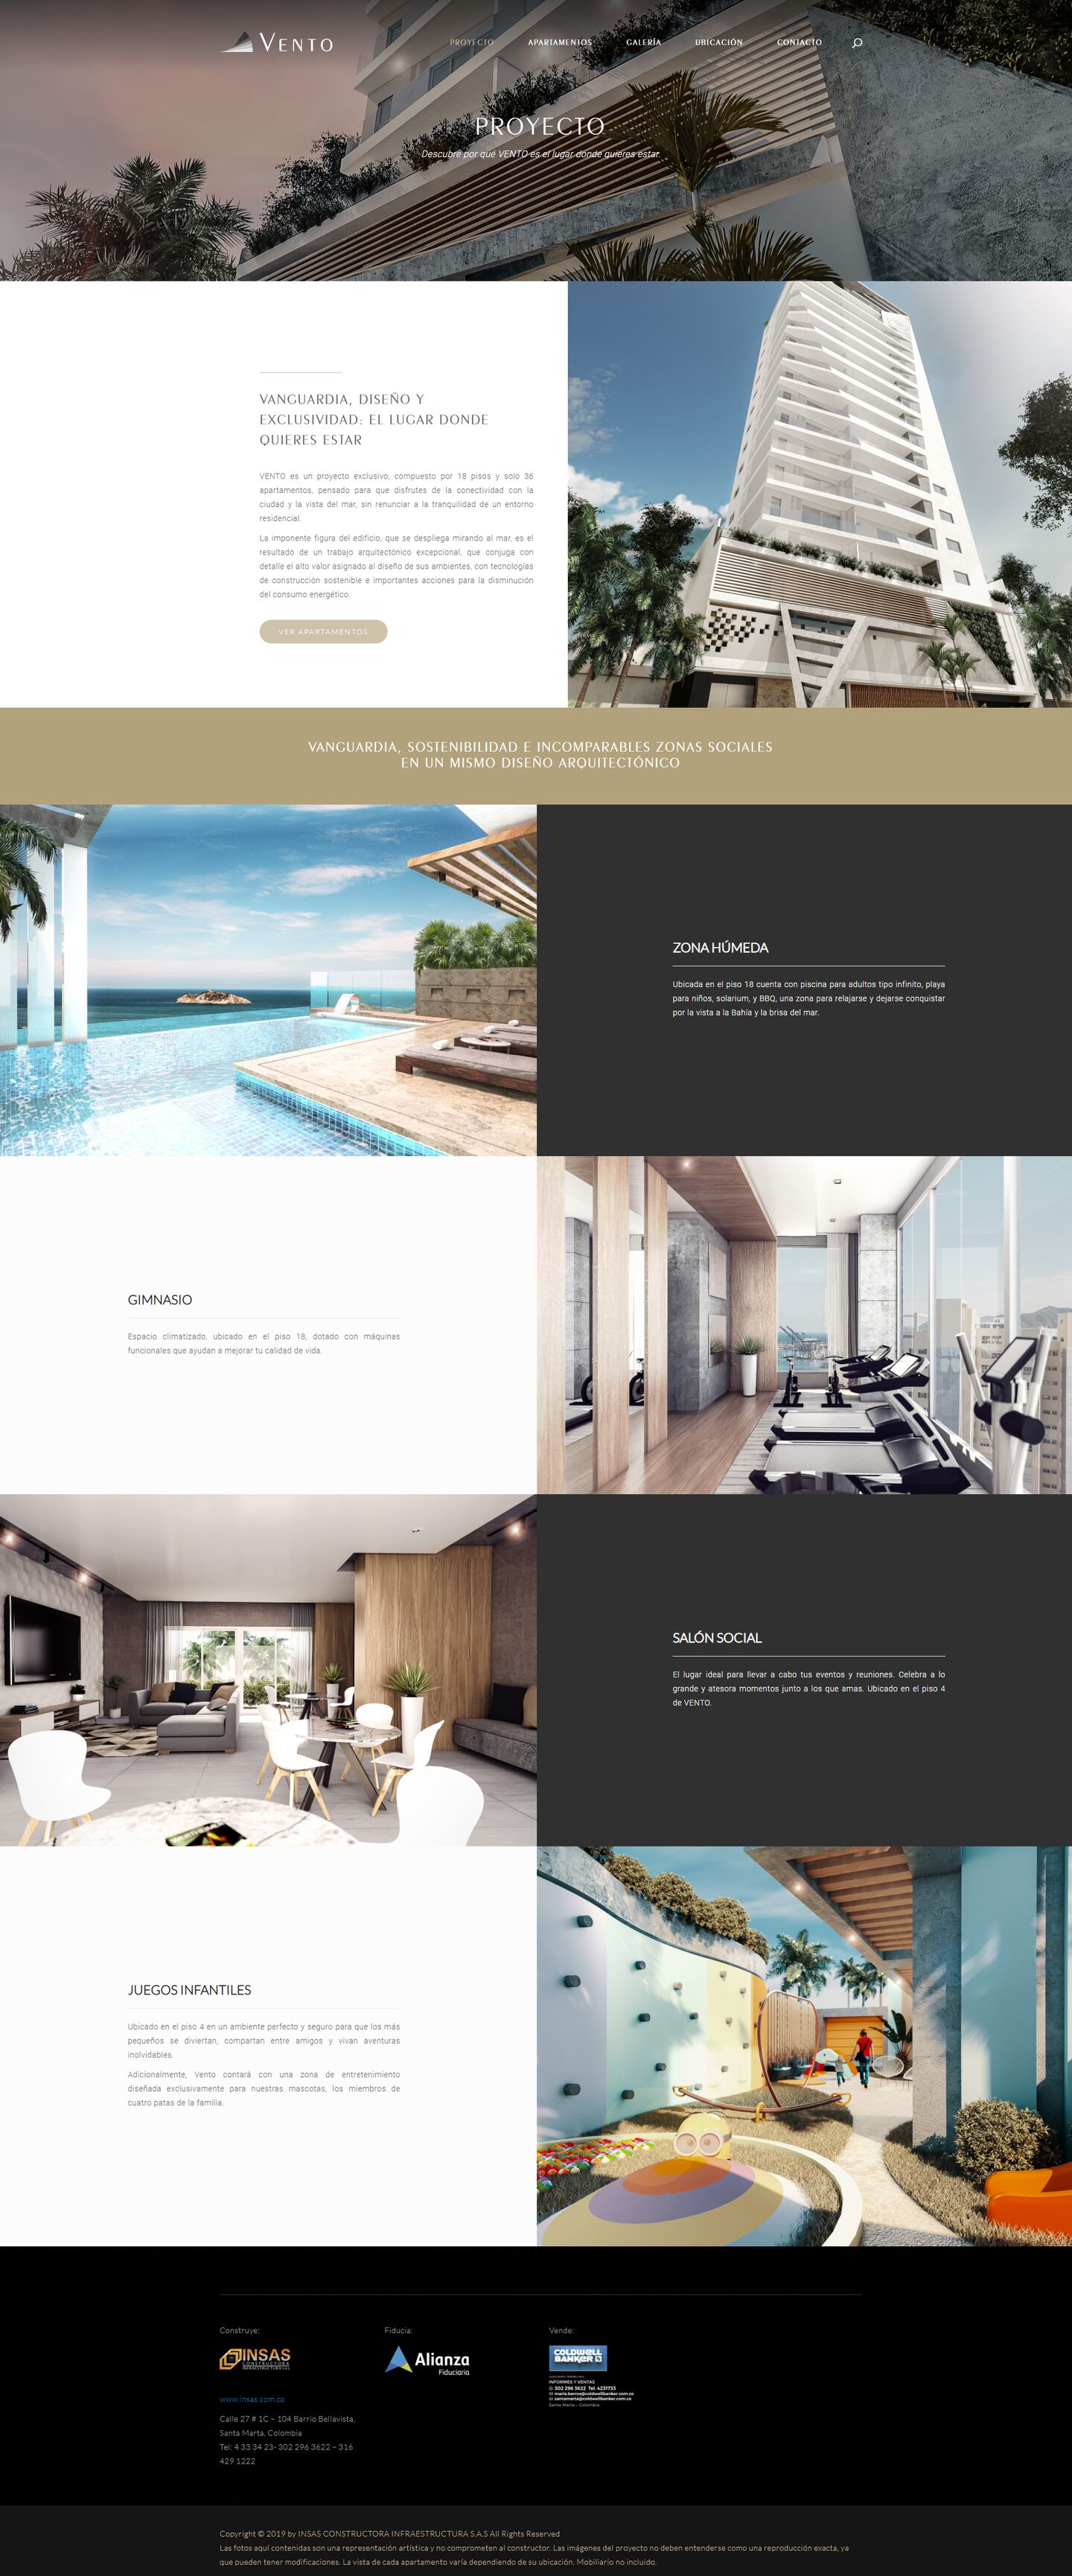 VENTO
PROYECTO
APARTAMENTOS
GALERÍA
UBICACIÓN
CONTACTO
PROYECTO
Descubre por qué VENTO es el lugar donde quieres estar
VANGUARDIA, DISEÑO Y
EXCLUSIVIDAD: EL LUGAR DONDE
QUIERES ESTAR
VENTO es un proyecto exclusivo, compuesto por 18 pisos y solo 36
apartamentos, pensado para que disfrutes de la conectividad con la
ciudad y la vista del mar, sin renunciar a la tranquilidad de un entorno
residencial.
La imponente figura del edificio, que se despliega mirando al mar, es el
resultado de un trabajo arquitectónico excepcional, que conjuga con
detalle el alto valor asignado al diseño de sus ambientes, con tecnologías
de construcción sostenible e importantes acciones para la disminución
del consumo energético.
VER APARTAMENTOS
VANGUARDIA, SOSTENIBILIDAD E INCOMPARABLES ZONAS SOCIALES
EN UN MISMO DISEÑO ARQUITECTÓNICO
ZONA HÚMEDA
Ubicada en el piso 18 cuenta con piscina para adultos tipo infinito, playa
para niños, solarium, y BBQ, una zona para relajarse y dejarse conquistar
por la vista a la Bahía y la brisa del mar.
GIMNASIO
Espacio climatizado, ubicado en el piso 18, dotado con máquinas
funcionales que ayudan a mejorar tu calidad de vida.
SALÓN SOCIAL
El lugar ideal para llevar a cabo tus eventos y reuniones. Celebra a lo
grande y atesora momentos junto a los que amas. Ubicado en el piso 4
de VENTO.
JUEGOS INFANTILES
Ubicado en el piso 4 en un ambiente perfecto y seguro para que los más
pequeños se diviertan, compartan entre amigos y vivan aventuras
inolvidables.
Adicionalmente, Vento contará con una zona de entretenimiento
diseñada exclusivamente para nuestras mascotas, los miembros de
cuatro patas de la familia.
Construye:
INSAS
CONSTRUCTORA
INFRAESTRUCTURA S.A.S
www.insas.com.co
Calle 27 # 1C – 104 Barrio Bellavista,
Santa Marta, Colombia
Tel: 4 33 34 23- 302 296 3622 – 316
429 1222
Fiducia:
Alianza
Fiduciaria
Vende:
COLDWELL
BANKER
INFORMES Y VENTAS
302 296 3622 Tel. 4231733
maria.barros@coldwellbanker.com.co
santamarta@coldwellbanker.com.co
Santa Marta - Colombia
Copyright © 2019 by INSAS CONSTRUCTORA INFRAESTRUCTURA S.A.S All Rights Reserved
Las fotos aquí contenidas son una representación artística y no comprometen al constructor. Las imágenes del proyecto no deben entenderse como una reproducción exacta, ya
que pueden tener modificaciones. La vista de cada apartamento varía dependiendo de su ubicación. Mobiliario no incluido.